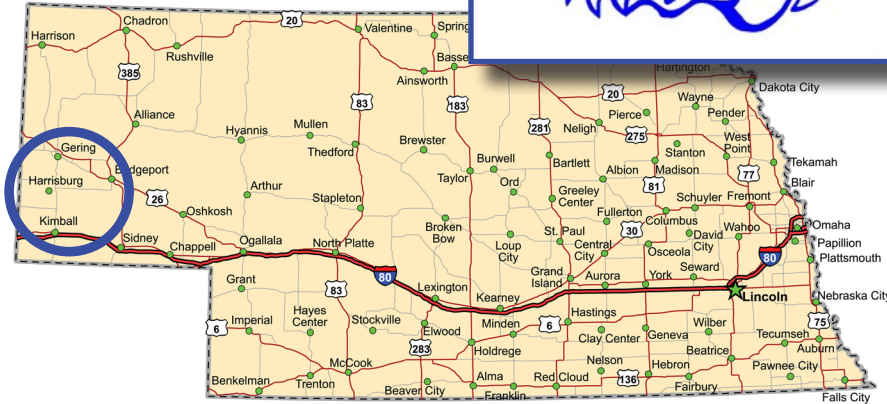 20
Chadron
Valentine
Spring
Harrison
Rushville
Basse
Hartington
385
Ainsworth
Dakota City
83
183
20
Wayne
Alliance
Pierce
Pender
281
Neligh
275
Hyannis
Mullen
Brewster
West
Point
Thedford
Stanton
Gering
Bartlett
Madison
Tekamah
Burwell
Bridgeport
Taylor
Albion
77
Harrisburg
Arthur
Ord
81
Blair
26
Stapleton
Greeley
Center
Schuyler
Fremont
Oshkosh
Fullerton
Columbus
Kimball
Broken
Bow
St. Paul
30
David
City
Wahoo
Omaha
Sidney
Chappell
Ogallala
North Platte
Loup
City
Central
City
Osceola
Papillion
80
Plattsmouth
80
Grand
Island
Aurora
York
Seward
Grant
83
Lexington
Kearney
Lincoln
Nebraska City
6
Imperial
Hayes
Center
Stockville
Elwood
Minden
6
Hastings
Clay Center
Geneva
Wilber
75
Tecumseh
Auburn
283
Holdrege
Beatrice
McCook
Nelson
Hebron
Pawnee City
Benkelman
Trenton
Beaver City
Alma
Franklin
Red Cloud
136
Fairbury
Falls City